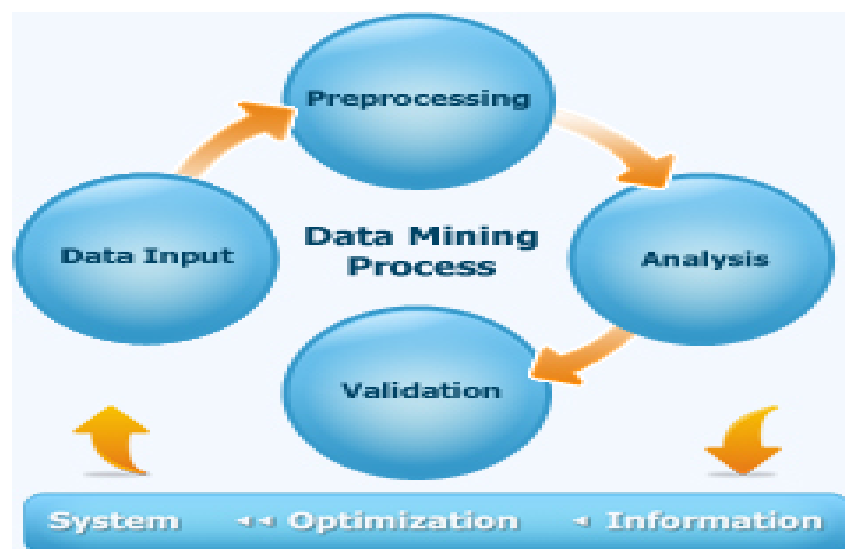 Preprocessing
Data Input
Data Mining
Process
Analysis
Validation
System ◄◄ Optimization ◄ Information